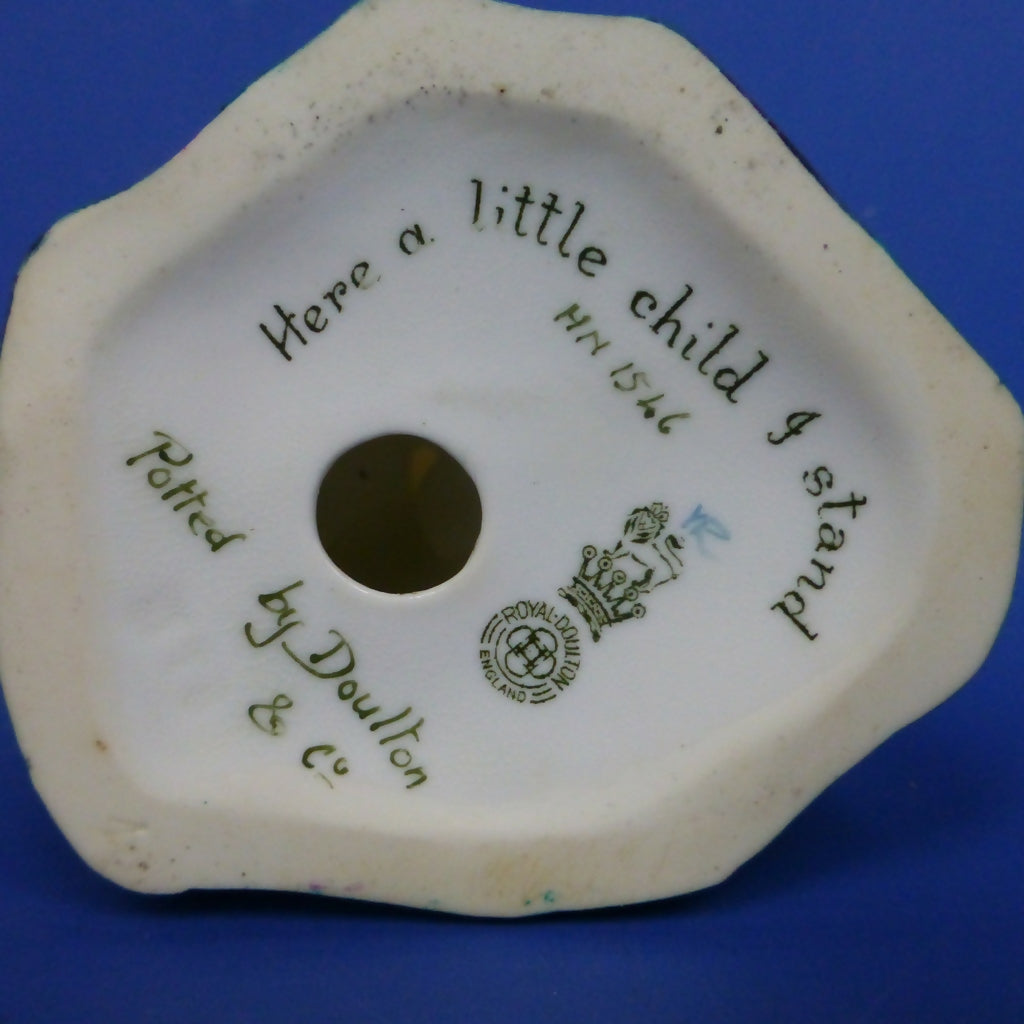 Here a little child I stand
HN 1546
ROYAL·DOULTON
ENGLAND
Potted
by Doulton
& Co